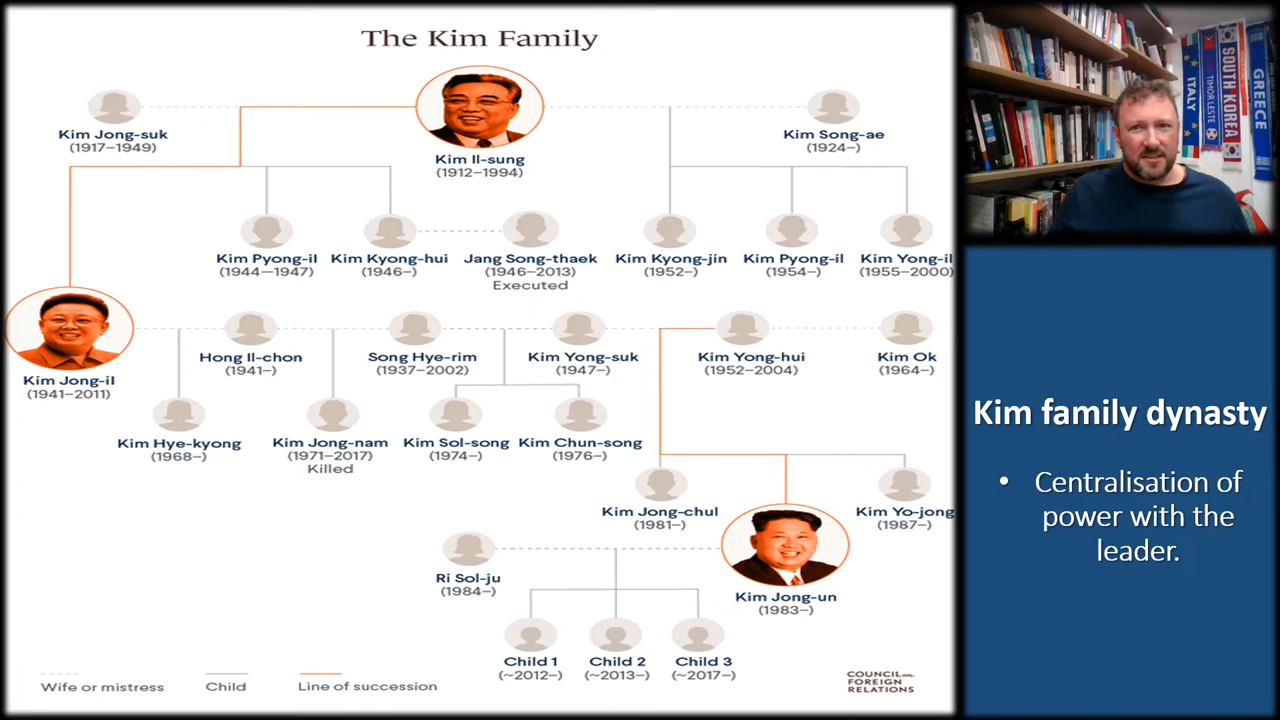 The Kim Family
Kim Jong-suk
(1917–1949)
Kim Il-sung
(1912–1994)
Kim Song-ae
(1924–)
Kim Pyong-il
(1944–1947)
Kim Kyong-hui
(1946–)
Jang Song-thaek
(1946–2013)
Executed
Kim Kyong-jin
(1952–)
Kim Pyong-il
(1954–)
Kim Yong-il
(1955–2000)
Kim Jong-il
(1941–2011)
Hong Il-chon
(1941–)
Song Hye-rim
(1937–2002)
Kim Yong-suk
(1947–)
Kim Yong-hui
(1952–2004)
Kim Ok
(1964–)
Kim Hye-kyong
(1968–)
Kim Jong-nam
(1971–2017)
Killed
Kim Sol-song
(1974–)
Kim Chun-song
(1976–)
Kim Jong-chul
(1981–)
Kim Yo-jong
(1987–)
Ri Sol-ju
(1984–)
Kim Jong-un
(1983–)
Child 1
(~2012–)
Child 2
(~2013–)
Child 3
(~2017–)
Wife or mistress
Child
Line of succession
COUNCIL on
FOREIGN
RELATIONS
ITALY
TIMOR LESTE
SOUTH KOREA
GREECE
Kim family dynasty
• Centralisation of
power with the
leader.